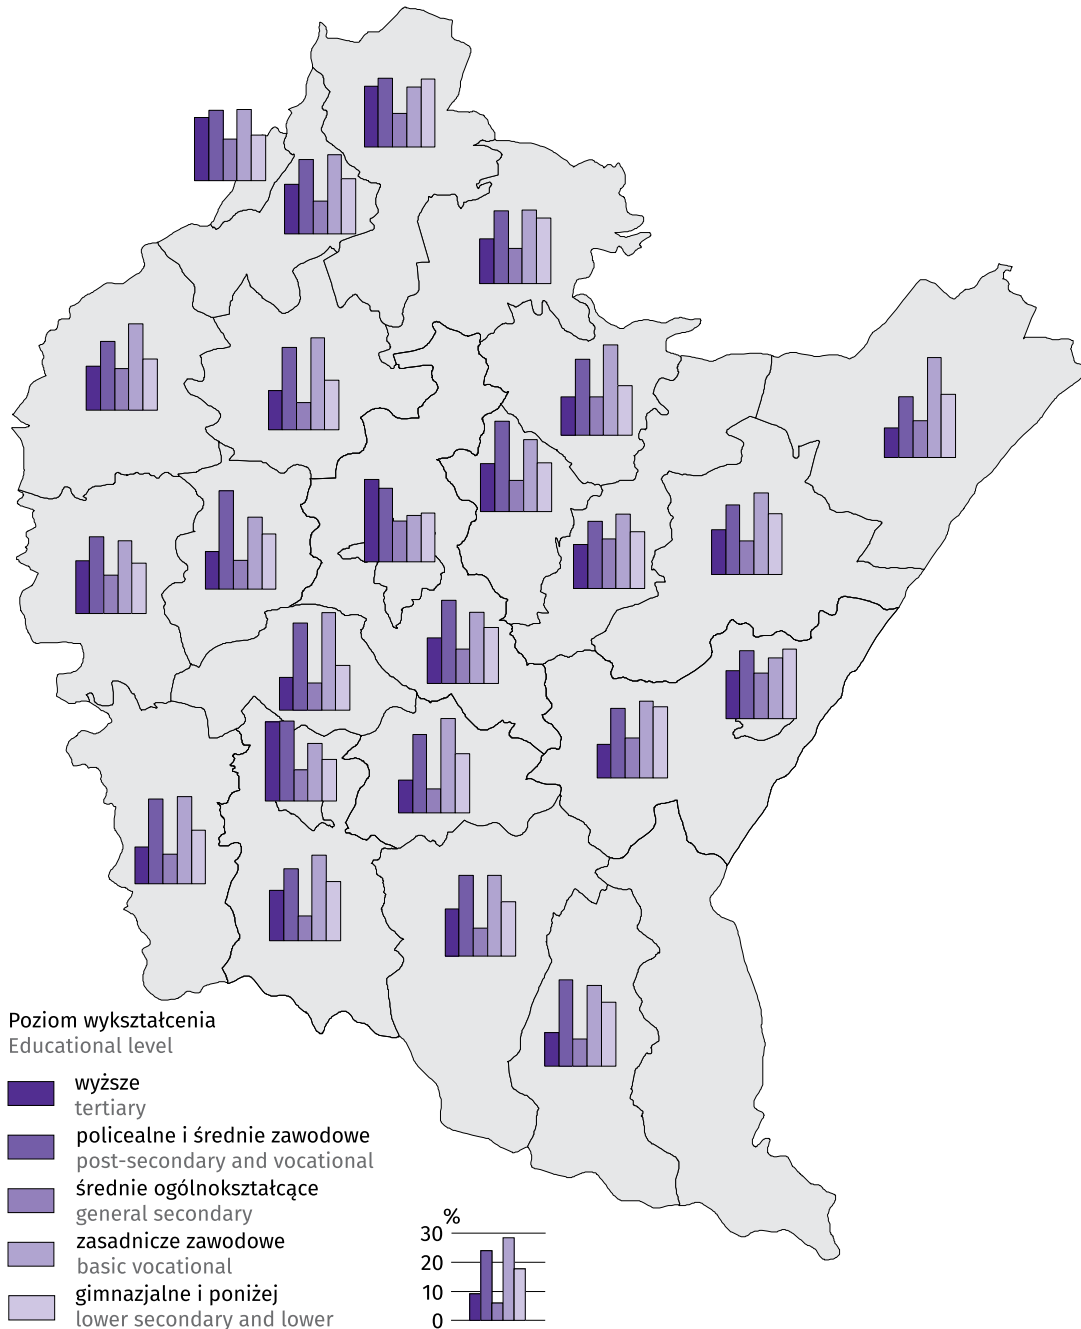 Poziom wykształcenia
Educational level
wyższe
tertiary
policealne i średnie zawodowe
post-secondary and vocational
średnie ogólnokształcące
general secondary
zasadnicze zawodowe
basic vocational
gimnazjalne i poniżej
lower secondary and lower
%
30
20
10
0